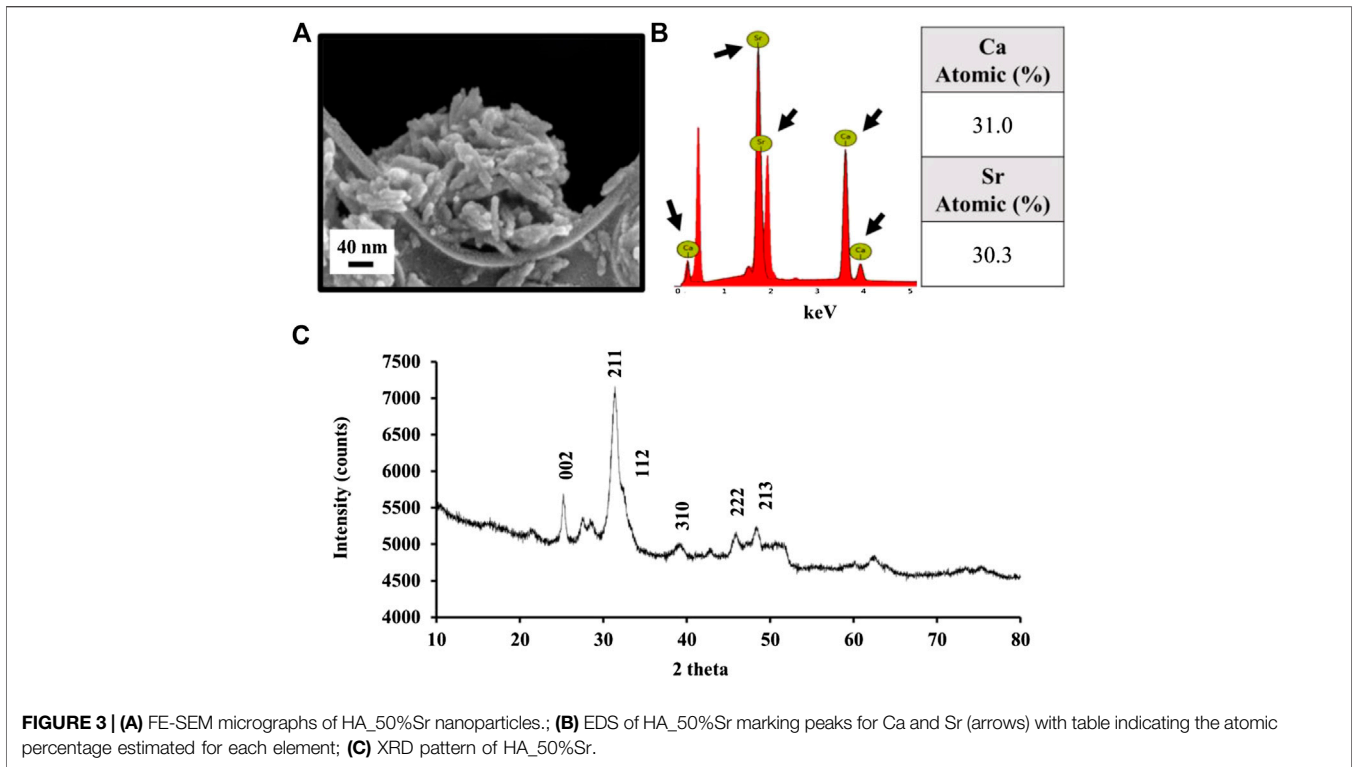 A
40 nm
B
Sr
Sr
Ca
Ca
Ca
0 1 2 3 4 5
keV
Ca
Atomic (%)
31.0
Sr
Atomic (%)
30.3
C
7500
7000
6500
6000
5500
5000
4500
4000
Intensity (counts)
002
211
112
310
222
213
10 20 30 40 50 60 70 80
2 theta
FIGURE 3 | (A) FE-SEM micrographs of HA_50%Sr nanoparticles.; (B) EDS of HA_50%Sr marking peaks for Ca and Sr (arrows) with table indicating the atomic
percentage estimated for each element; (C) XRD pattern of HA_50%Sr.